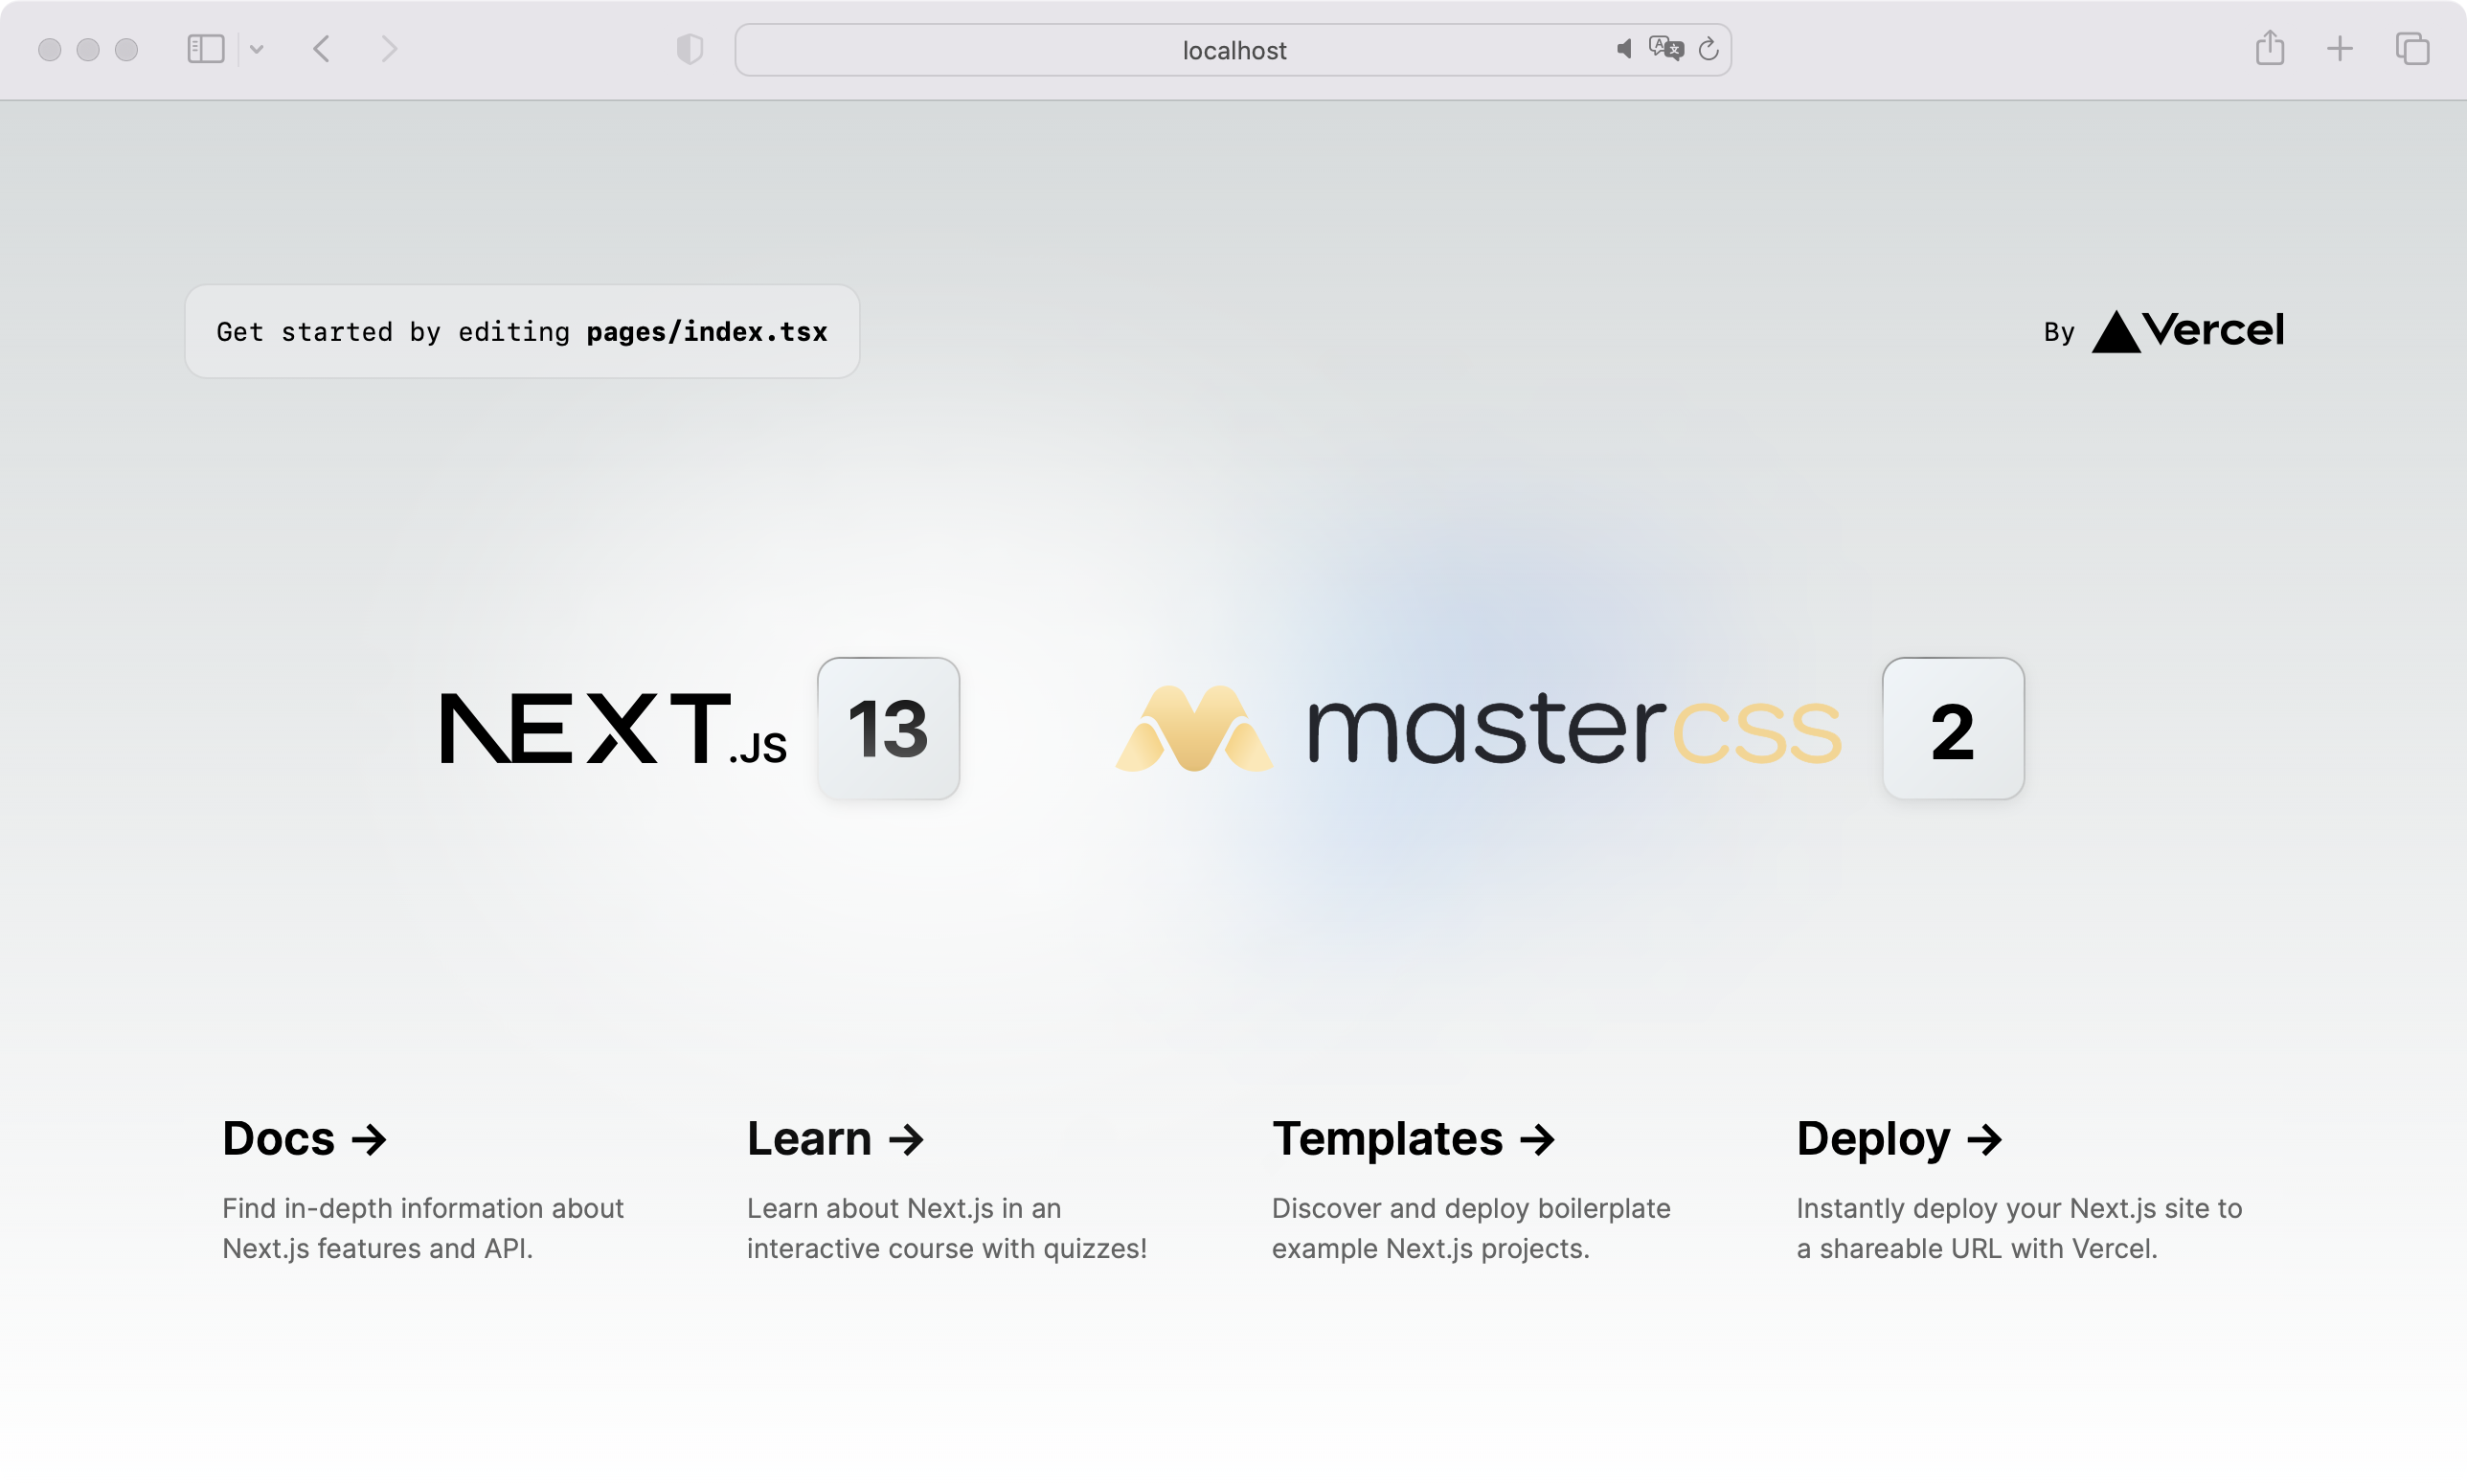 localhost
Get started by editing pages/index.tsx
By Vercel
NEXT.JS 13
mastercss 2
Docs →
Find in-depth information about
Next.js features and API.
Learn →
Learn about Next.js in an
interactive course with quizzes!
Templates →
Discover and deploy boilerplate
example Next.js projects.
Deploy →
Instantly deploy your Next.js site to
a shareable URL with Vercel.